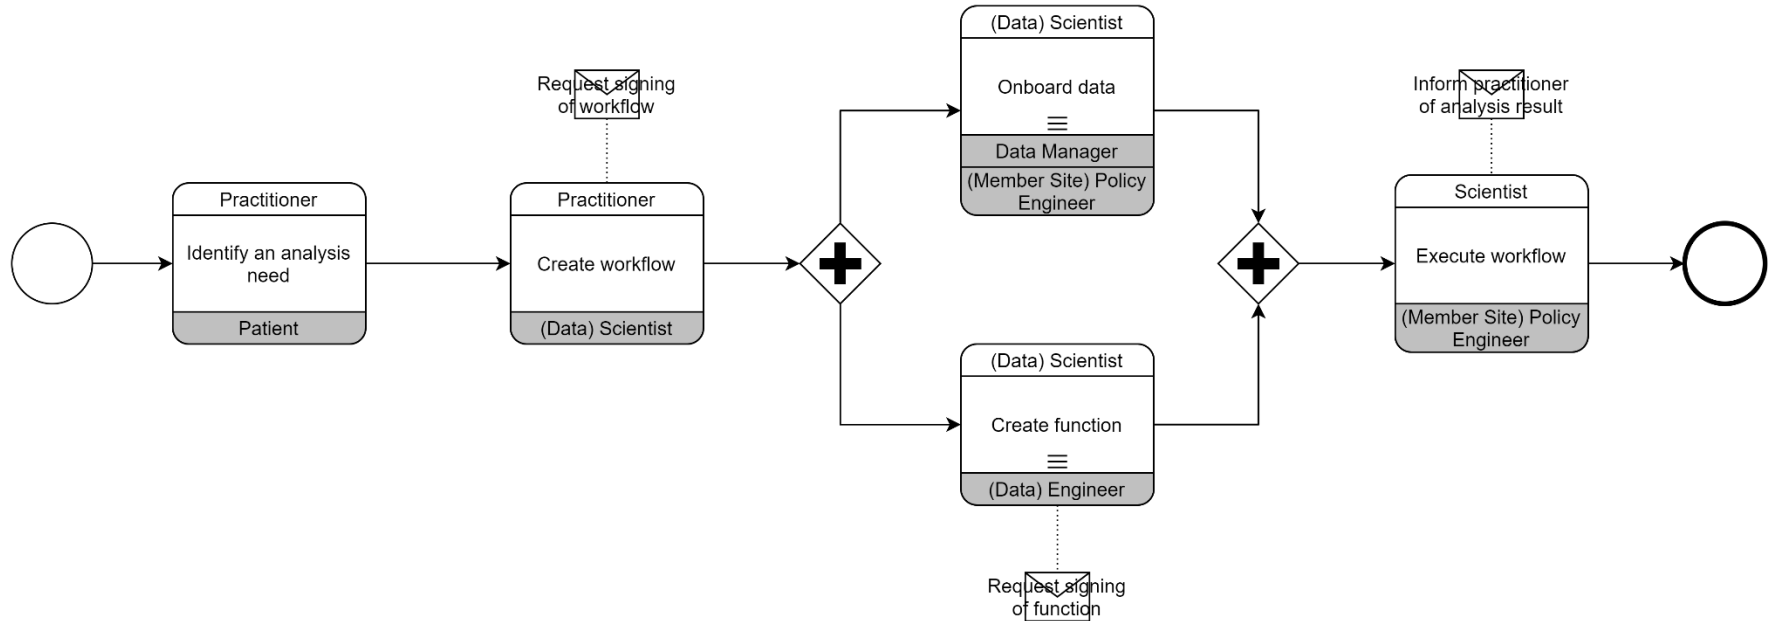 Practitioner
Identify an analysis
need
Patient
Request signing
of workflow
Practitioner
Create workflow
(Data) Scientist
(Data) Scientist
Onboard data
Data Manager
(Member Site) Policy
Engineer
(Data) Scientist
Create function
(Data) Engineer
Request signing
of function
Inform practitioner
of analysis result
Scientist
Execute workflow
(Member Site) Policy
Engineer